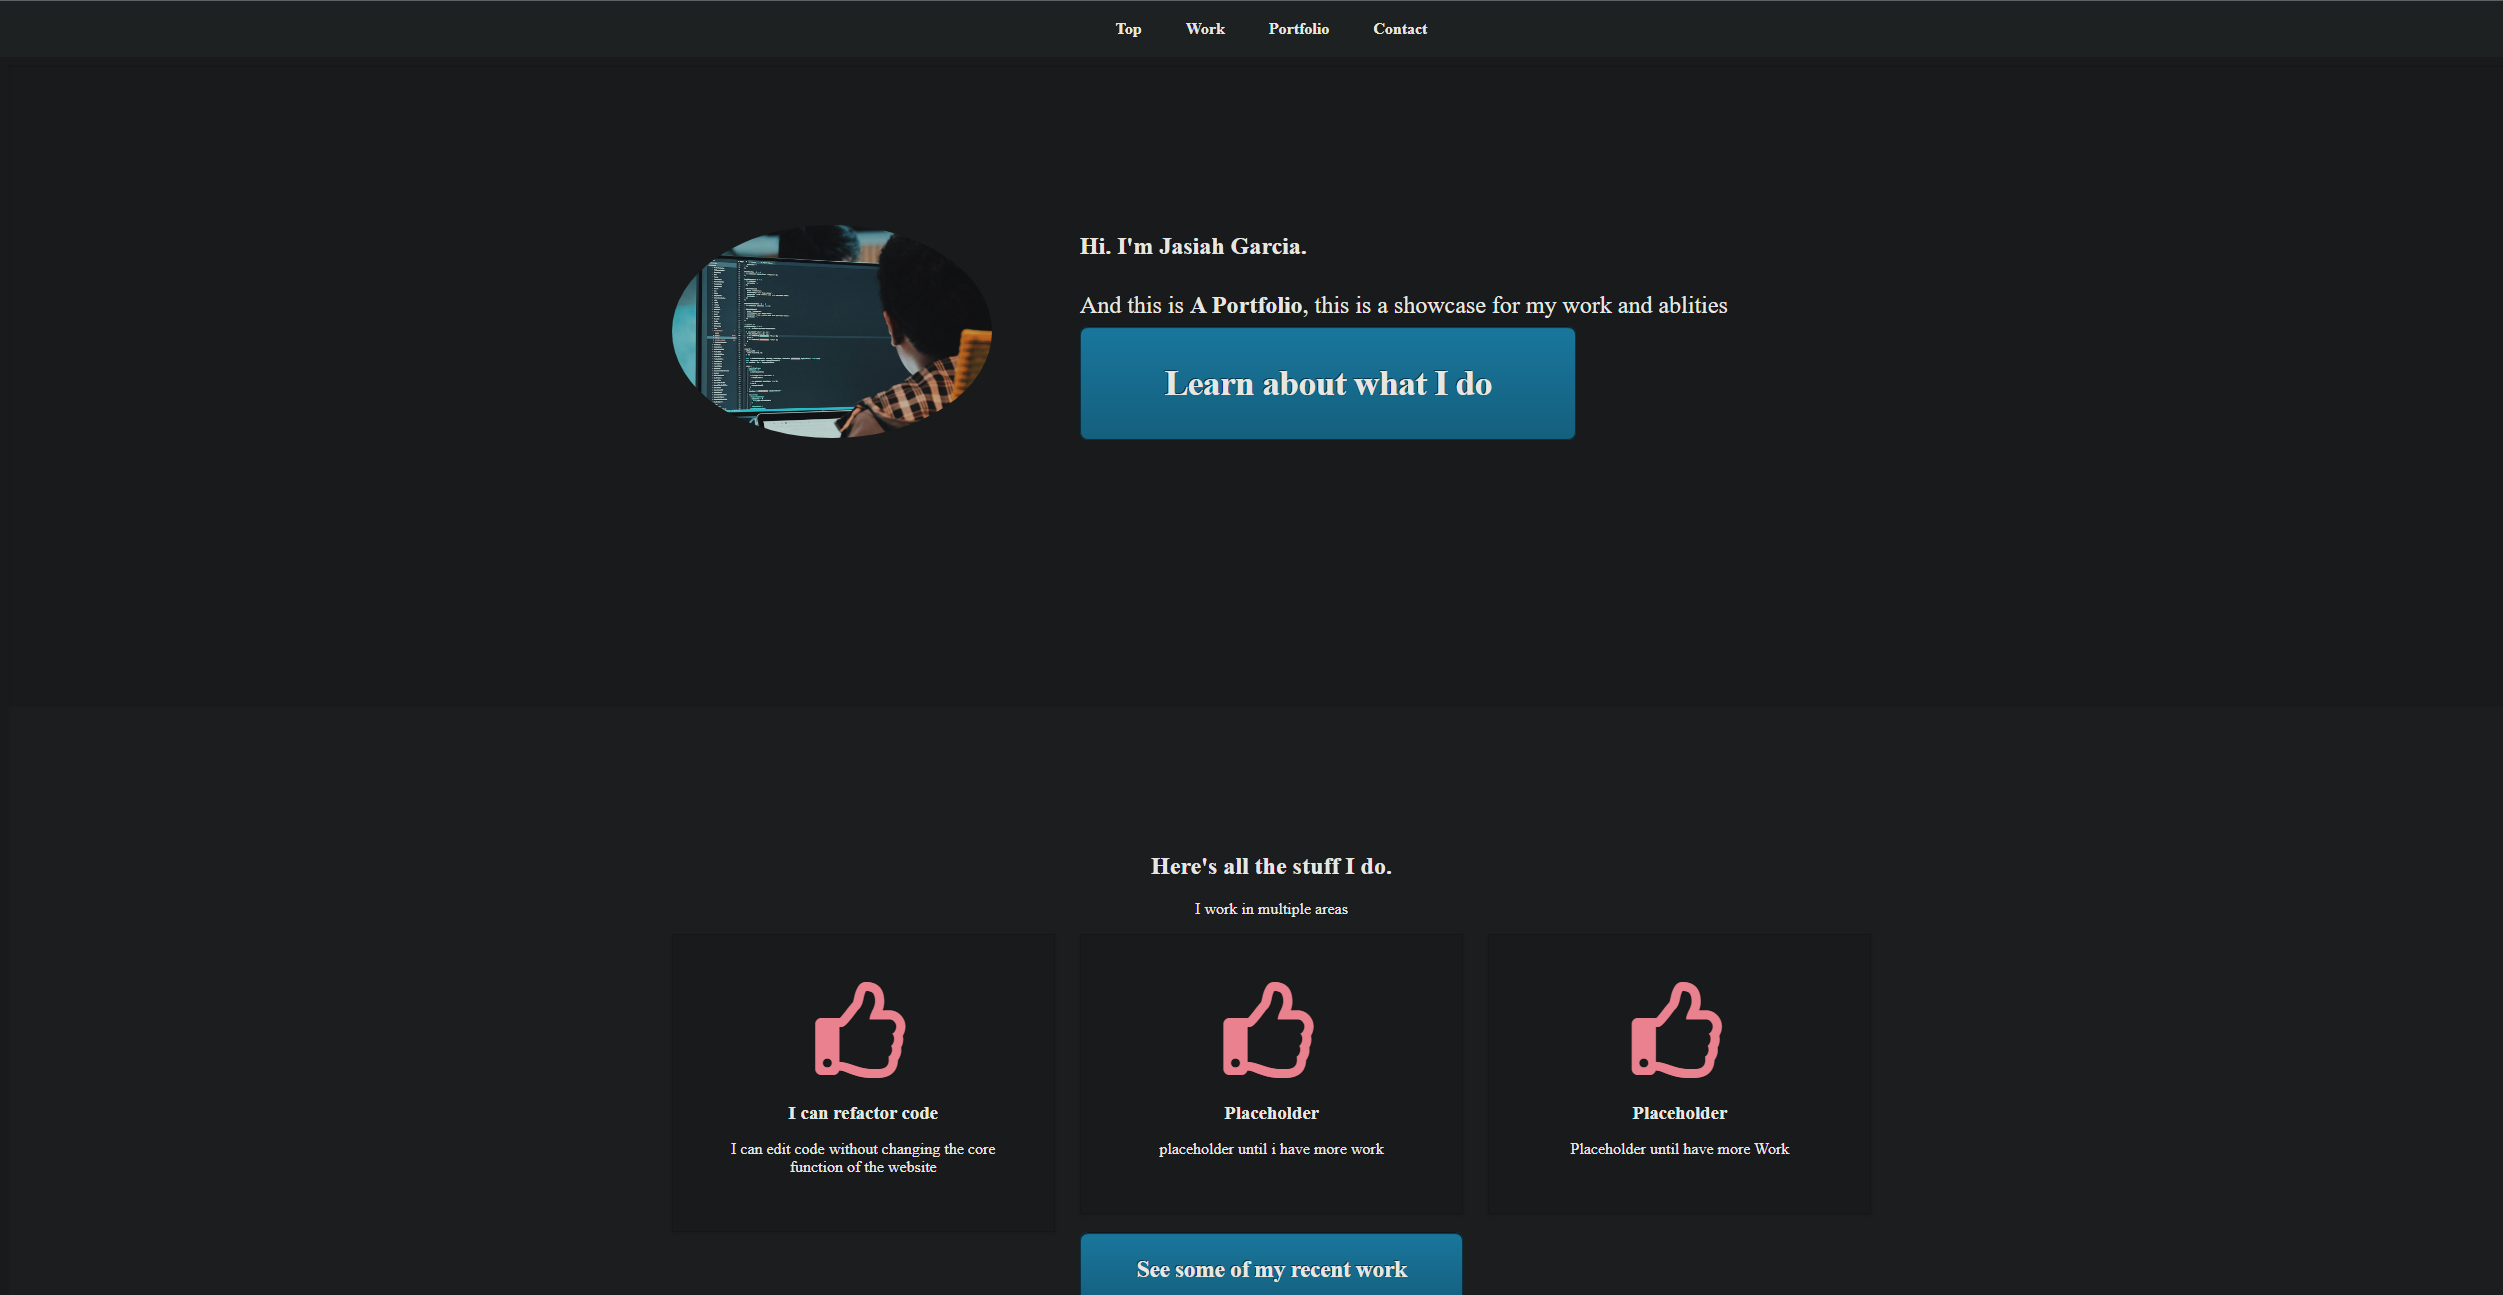 Top Work Portfolio Contact
Hi. I'm Jasiah Garcia.
And this is A Portfolio, this is a showcase for my work and ablities
Learn about what I do
Here's all the stuff I do.
I work in multiple areas
I can refactor code
I can edit code without changing the core
function of the website
Placeholder
placeholder until i have more work
Placeholder
Placeholder until have more Work
See some of my recent work